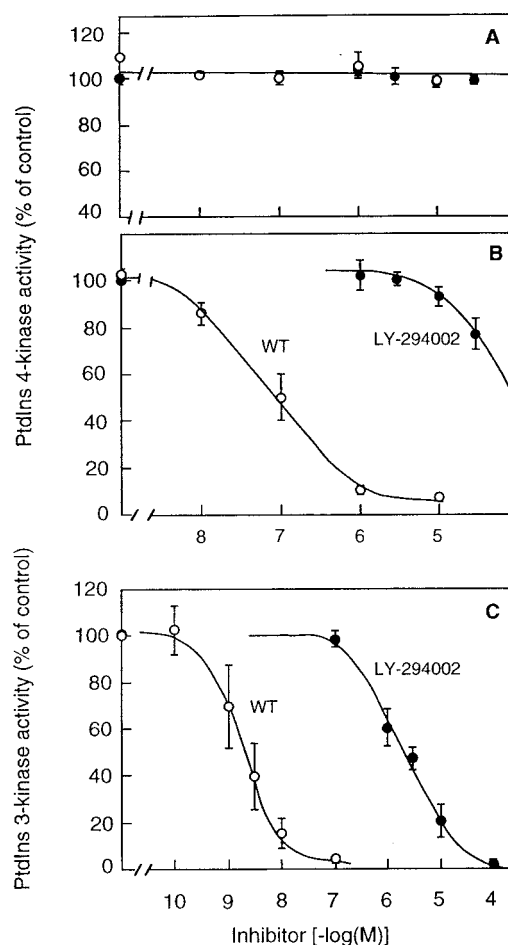 A
120
100
80
60
40
PtdIns 4-kinase activity (% of control)
B
100
80
60
40
20
0
WT
LY-294002
8 7 6 5
C
120
100
80
60
40
20
0
PtdIns 3-kinase activity (% of control)
WT
LY-294002
10 9 8 7 6 5 4
Inhibitor [-log(M)]